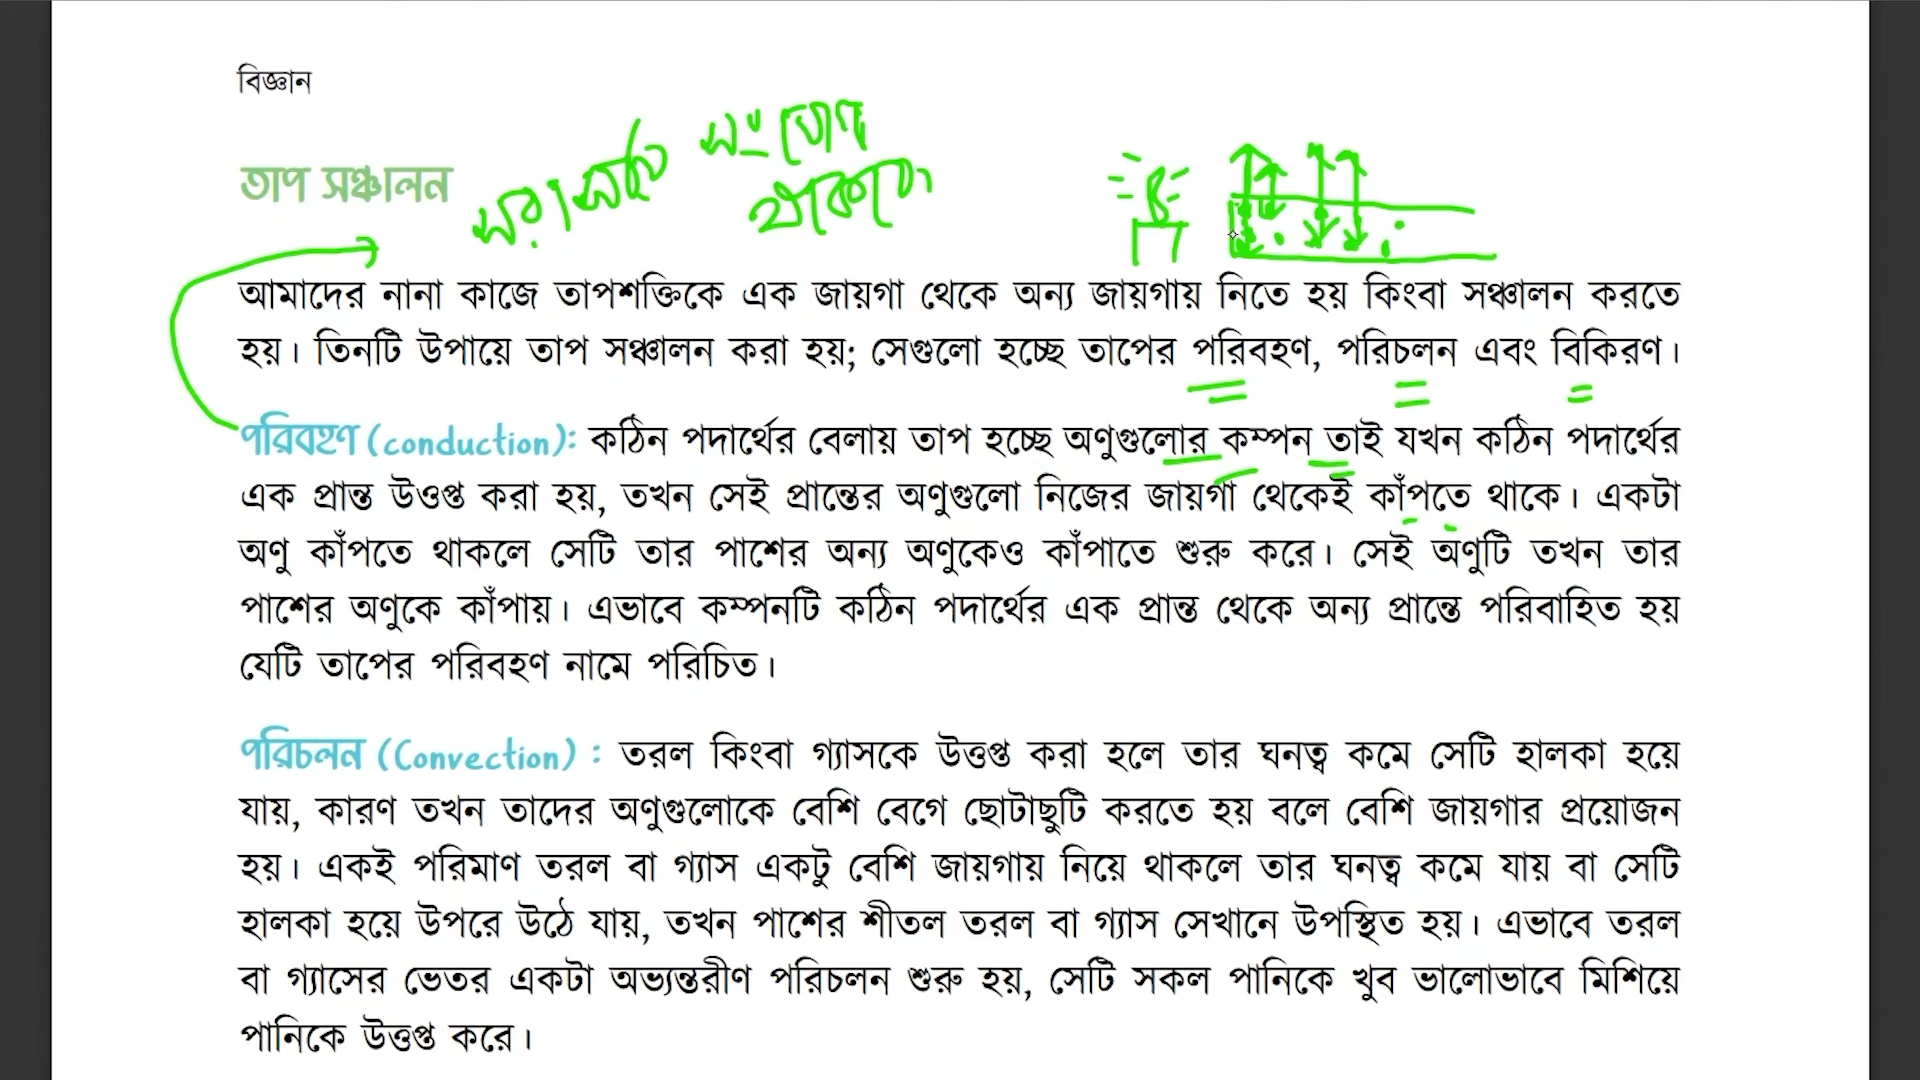 বিজ্ঞান
তাপ সঞ্চালন
সরাসরি সংযোগ
থাকবে
আমাদের নানা কাজে তাপশক্তিকে এক জায়গা থেকে অন্য জায়গায় নিতে হয় কিংবা সঞ্চালন করতে
হয়। তিনটি উপায়ে তাপ সঞ্চালন করা হয়; সেগুলো হচ্ছে তাপের পরিবহণ, পরিচলন এবং বিকিরণ।
পরিবহণ (conduction): কঠিন পদার্থের বেলায় তাপ হচ্ছে অণুগুলোর কম্পন তাই যখন কঠিন পদার্থের
এক প্রান্ত উওপ্ত করা হয়, তখন সেই প্রান্তের অণুগুলো নিজের জায়গা থেকেই কাঁপতে থাকে। একটা
অণু কাঁপতে থাকলে সেটি তার পাশের অন্য অণুকেও কাঁপাতে শুরু করে। সেই অণুটি তখন তার
পাশের অণুকে কাঁপায়। এভাবে কম্পনটি কঠিন পদার্থের এক প্রান্ত থেকে অন্য প্রান্তে পরিবাহিত হয়
যেটি তাপের পরিবহণ নামে পরিচিত।
পরিচলন (Convection) : তরল কিংবা গ্যাসকে উত্তপ্ত করা হলে তার ঘনত্ব কমে সেটি হালকা হয়ে
যায়, কারণ তখন তাদের অণুগুলোকে বেশি বেগে ছোটাছুটি করতে হয় বলে বেশি জায়গার প্রয়োজন
হয়। একই পরিমাণ তরল বা গ্যাস একটু বেশি জায়গায় নিয়ে থাকলে তার ঘনত্ব কমে যায় বা সেটি
হালকা হয়ে উপরে উঠে যায়, তখন পাশের শীতল তরল বা গ্যাস সেখানে উপস্থিত হয়। এভাবে তরল
বা গ্যাসের ভেতর একটা অভ্যন্তরীণ পরিচলন শুরু হয়, সেটি সকল পানিকে খুব ভালোভাবে মিশিয়ে
পানিকে উত্তপ্ত করে।